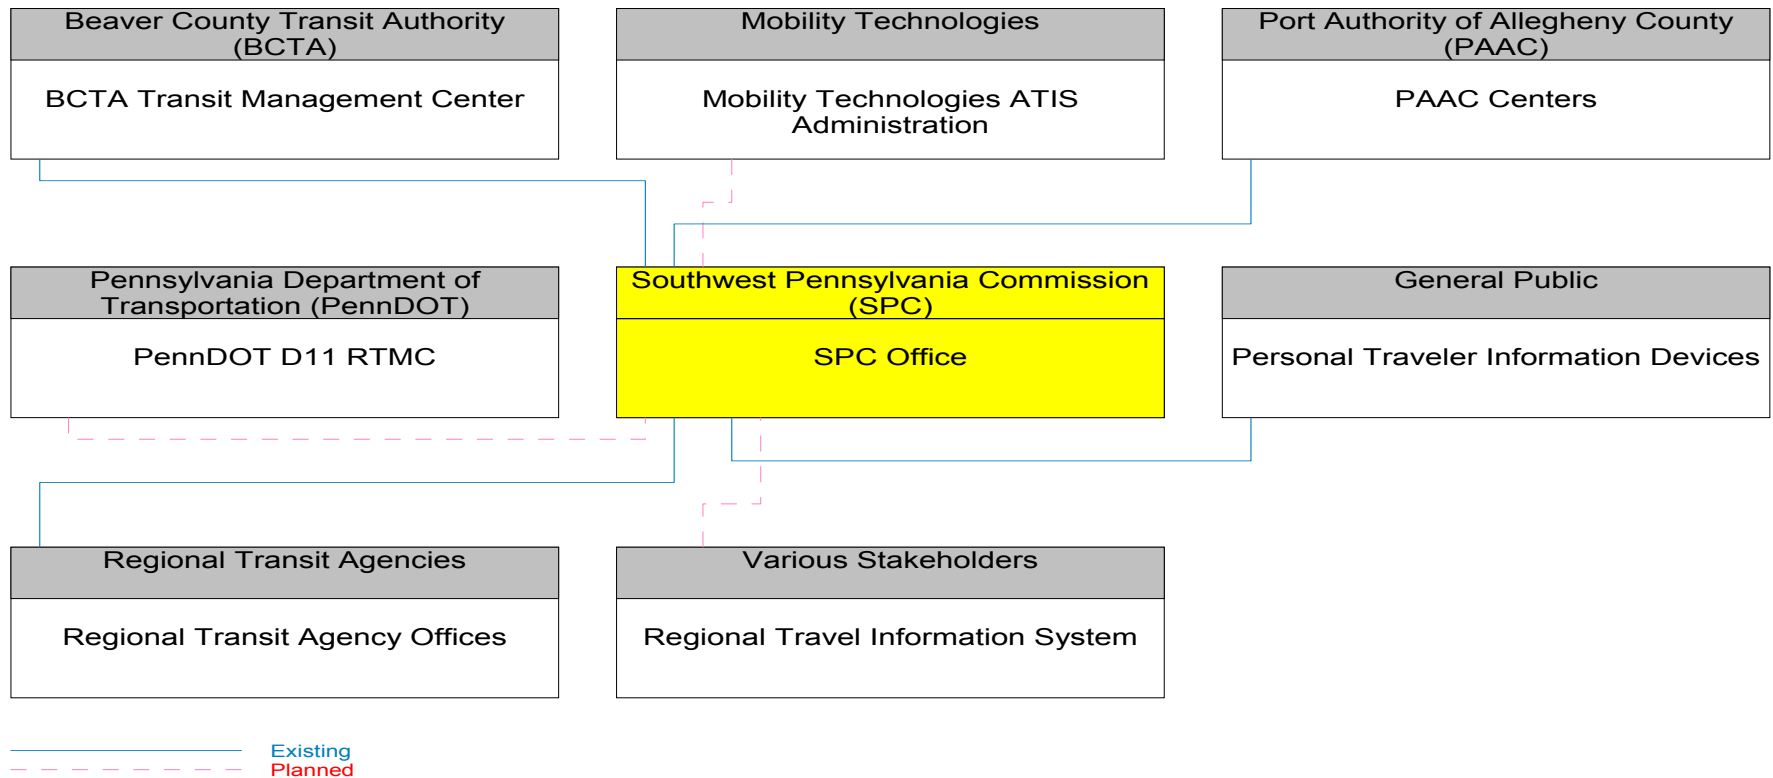 Beaver County Transit Authority
(BCTA)
BCTA Transit Management Center
Mobility Technologies
Mobility Technologies ATIS
Administration
Port Authority of Allegheny County
(PAAC)
PAAC Centers
Pennsylvania Department of
Transportation (PennDOT)
PennDOT D11 RTMC
Southwest Pennsylvania Commission
(SPC)
SPC Office
General Public
Personal Traveler Information Devices
Regional Transit Agencies
Regional Transit Agency Offices
Various Stakeholders
Regional Travel Information System
Existing
Planned